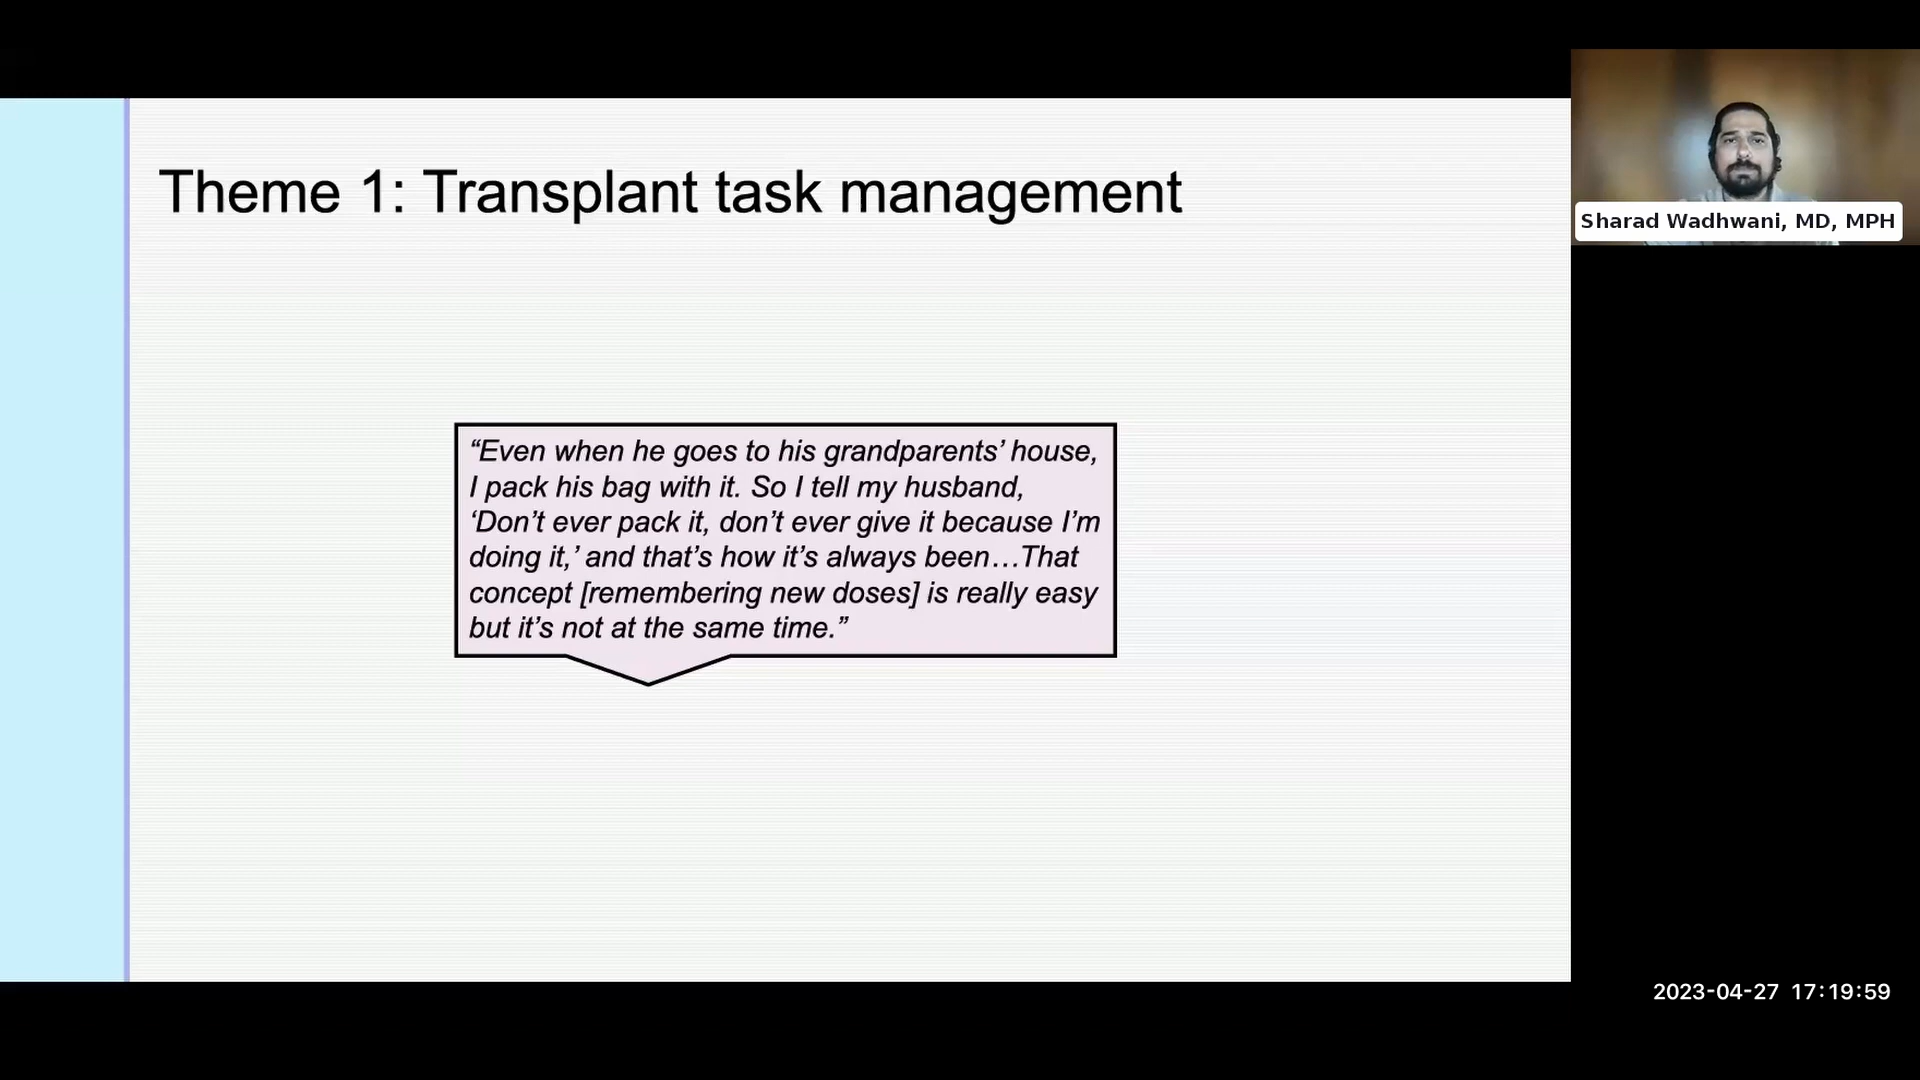 Theme 1: Transplant task management
“Even when he goes to his grandparents’ house,
I pack his bag with it. So I tell my husband,
‘Don’t ever pack it, don’t ever give it because I’m
doing it,’ and that’s how it’s always been…That
concept [remembering new doses] is really easy
but it’s not at the same time.”
Sharad Wadhwani, MD, MPH
2023-04-27 17:19:59